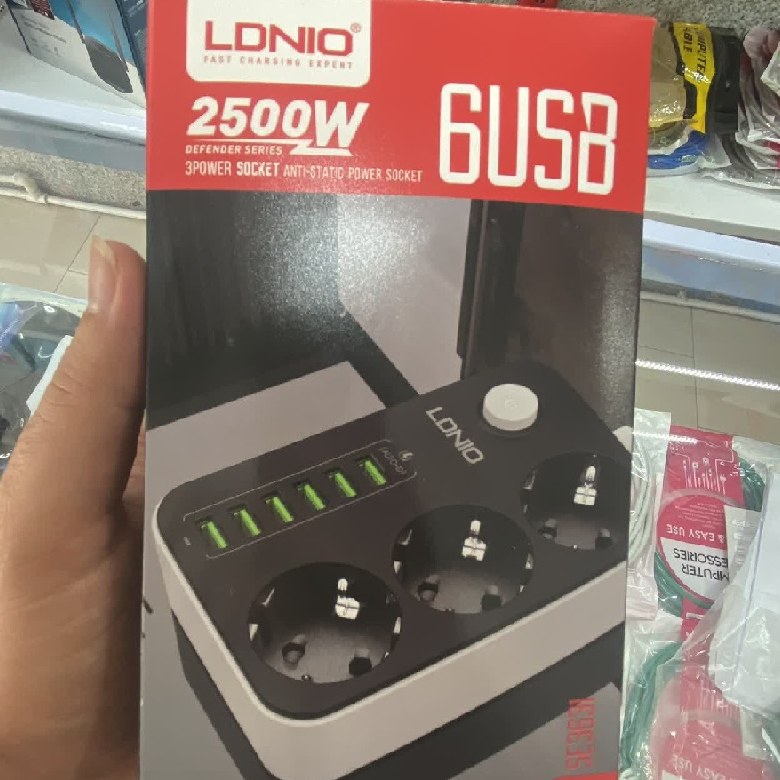 LDNIO®
FAST CHARGING EXPERT
2500W
DEFENDER SERIES
3POWER SOCKET ANTI-STATIC POWER SOCKET
6USB
LDNIO
& EASY USE